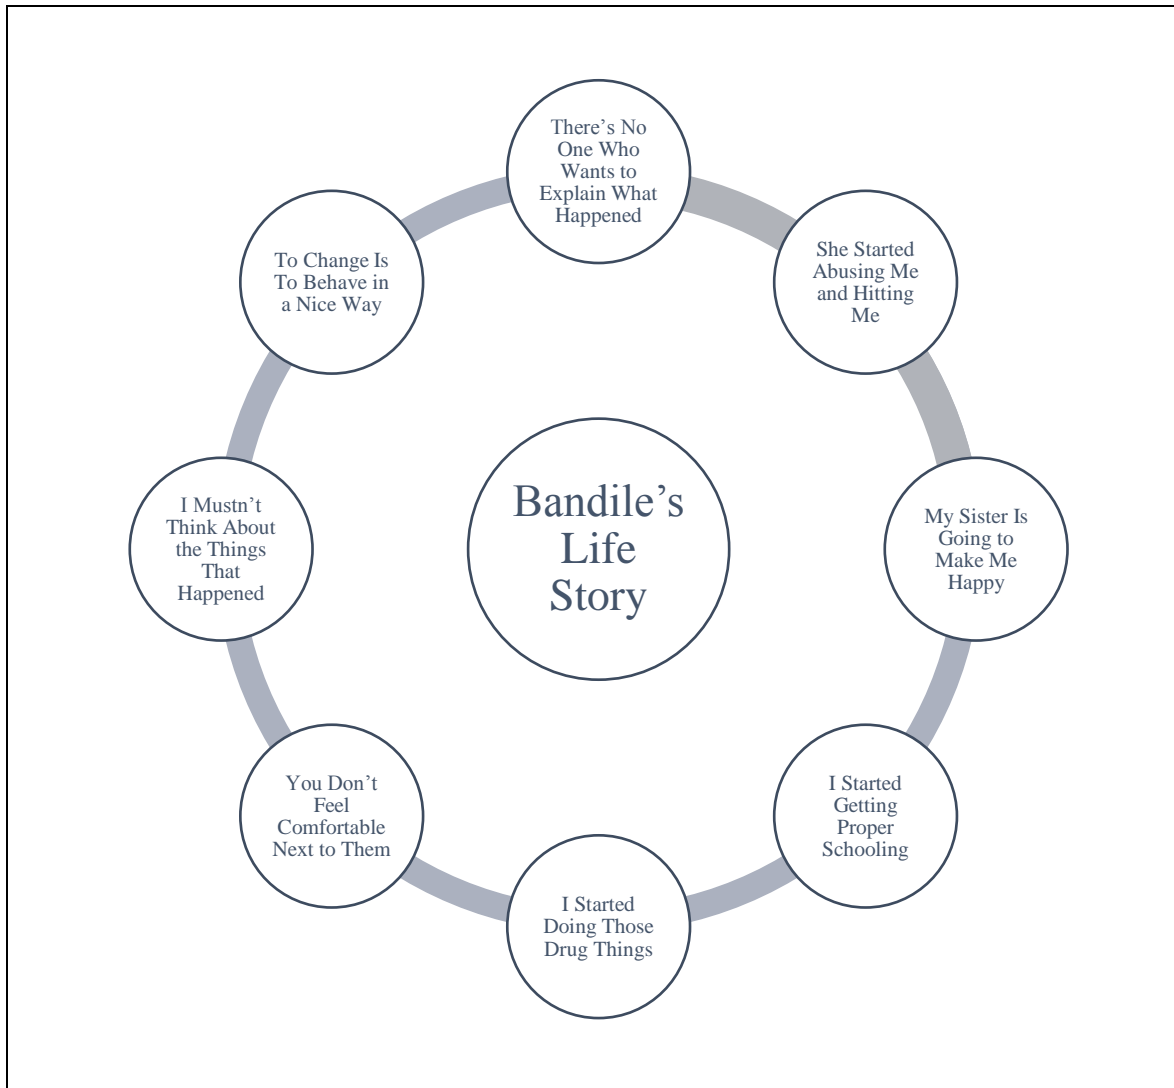 There’s No
One Who
Wants to
Explain What
Happened
She Started
Abusing Me
and Hitting
Me
My Sister Is
Going to
Make Me
Happy
I Started
Getting
Proper
Schooling
I Started
Doing Those
Drug Things
You Don’t
Feel
Comfortable
Next to Them
I Mustn’t
Think About
the Things
That
Happened
To Change Is
To Behave in
a Nice Way
Bandile’s
Life
Story